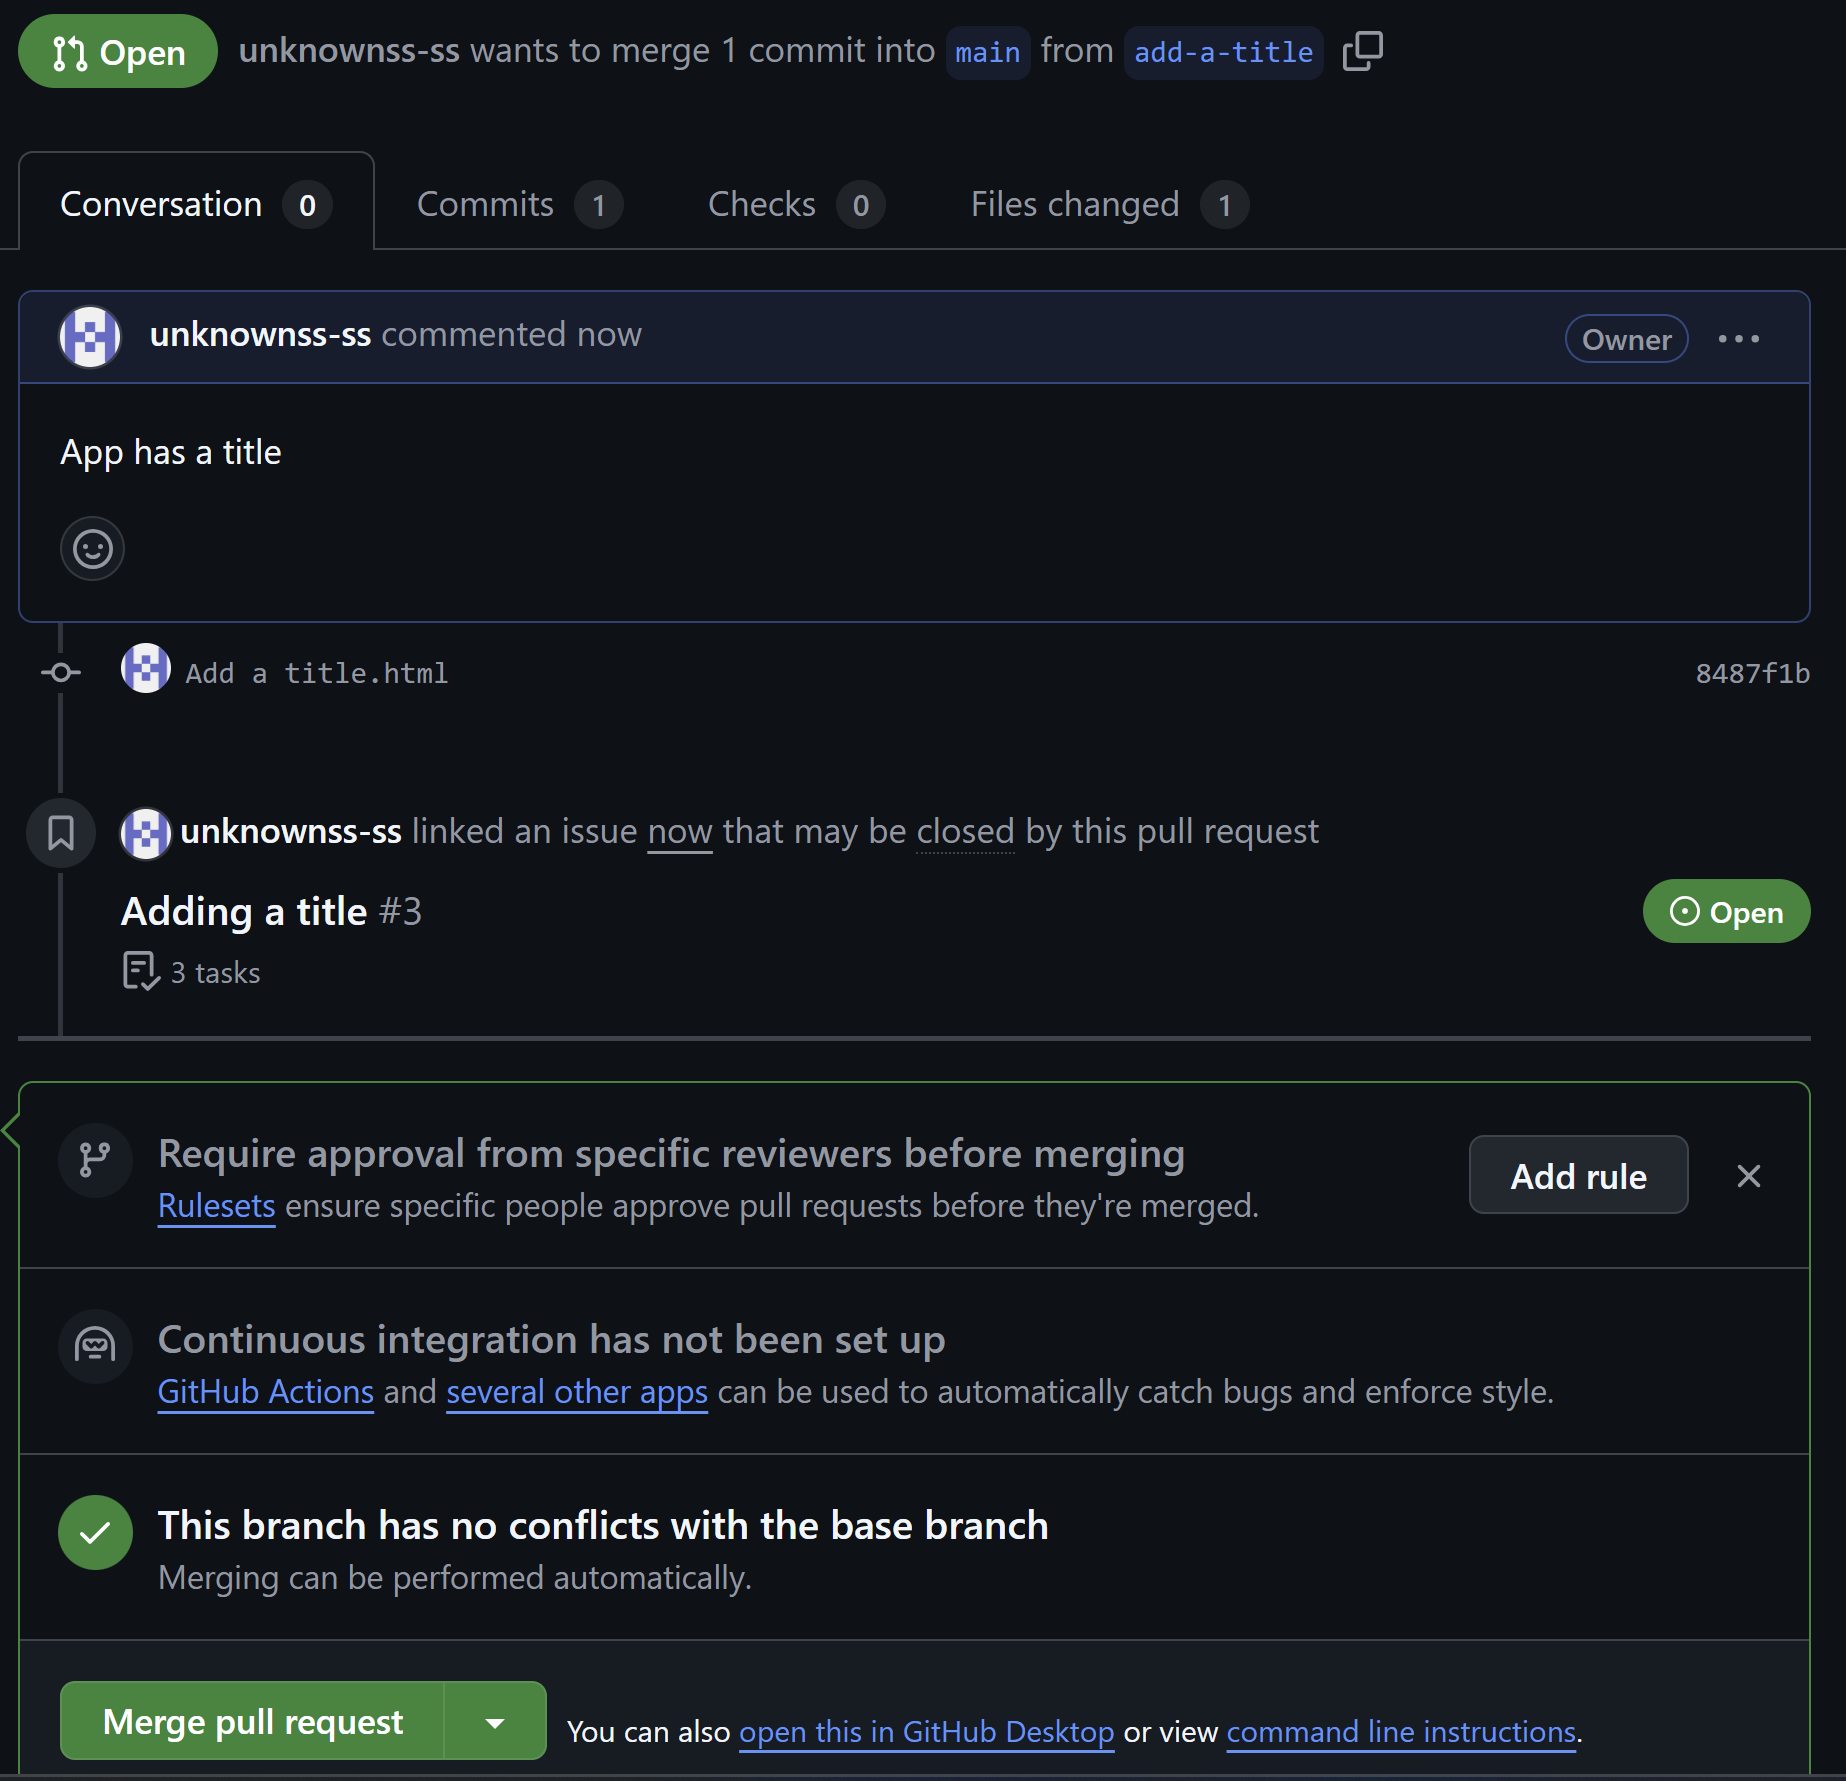 Open unknownss-ss wants to merge 1 commit into main from add-a-title
Conversation 0 Commits 1 Checks 0 Files changed 1
unknownss-ss commented now Owner
App has a title
Add a title.html 8487f1b
unknownss-ss linked an issue now that may be closed by this pull request
Adding a title #3 Open
3 tasks
Require approval from specific reviewers before merging
Rulesets ensure specific people approve pull requests before they're merged.
Add rule
Continuous integration has not been set up
GitHub Actions and several other apps can be used to automatically catch bugs and enforce style.
This branch has no conflicts with the base branch
Merging can be performed automatically.
Merge pull request You can also open this in GitHub Desktop or view command line instructions.